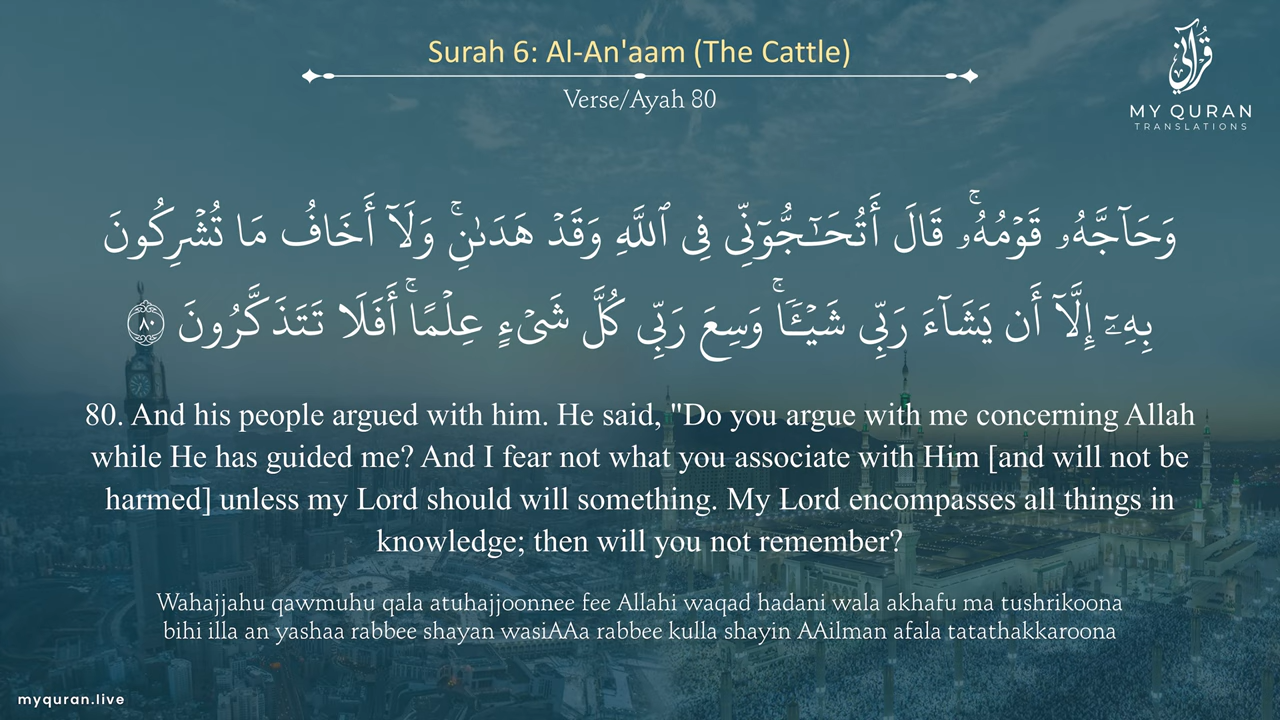 Surah 6: Al-An'aam (The Cattle)
Verse/Ayah 80
قُرْآنِي
MY QURAN
TRANSLATIONS
وَحَآجَّهُۥ قَوْمُهُۥ ۚ قَالَ أَتُحَـٰٓجُّوٓنِّى فِى ٱللَّهِ وَقَدْ هَدَىٰنِ ۚ وَلَآ أَخَافُ مَا تُشْرِكُونَ
بِهِۦٓ إِلَّآ أَن يَشَآءَ رَبِّى شَيْـًٔا ۗ وَسِعَ رَبِّى كُلَّ شَىْءٍ عِلْمًا ۗ أَفَلَا تَتَذَكَّرُونَ ٨٠
80. And his people argued with him. He said, "Do you argue with me concerning Allah
while He has guided me? And I fear not what you associate with Him [and will not be
harmed] unless my Lord should will something. My Lord encompasses all things in
knowledge; then will you not remember?
Wahajjahu qawmuhu qala atuhajjoonnee fee Allahi waqad hadani wala akhafu ma tushrikoona
bihi illa an yashaa rabbee shayan wasiAAa rabbee kulla shayin AAilman afala tatathakkaroona
myquran.live